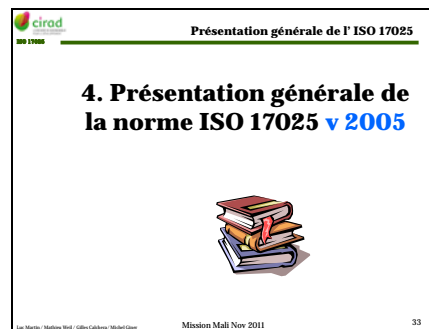 cirad
ISO 17025
Présentation générale de l' ISO 17025
4. Présentation générale de
la norme ISO 17025 v 2005
Luc Martin / Mathieu Weil / Gilles Caldeira / Michel Giner
Mission Mali Nov 2011
33